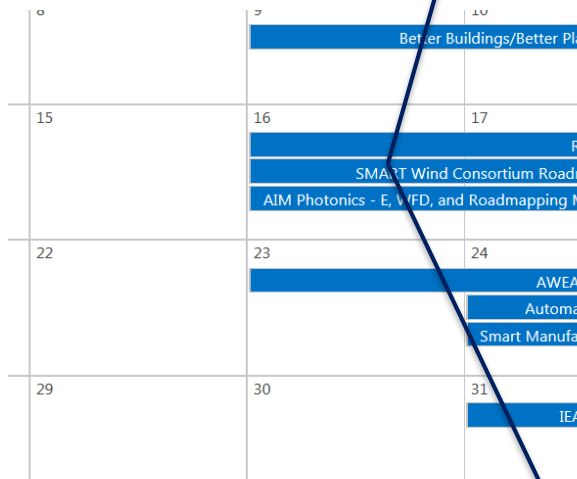 8 9 10
Better Buildings/Better Pla
15 16 17
R
SMART Wind Consortium Roadm
AIM Photonics - E, WFD, and Roadmapping M
22 23 24
AWEA
Automa
Smart Manufa
29 30 31
IEA